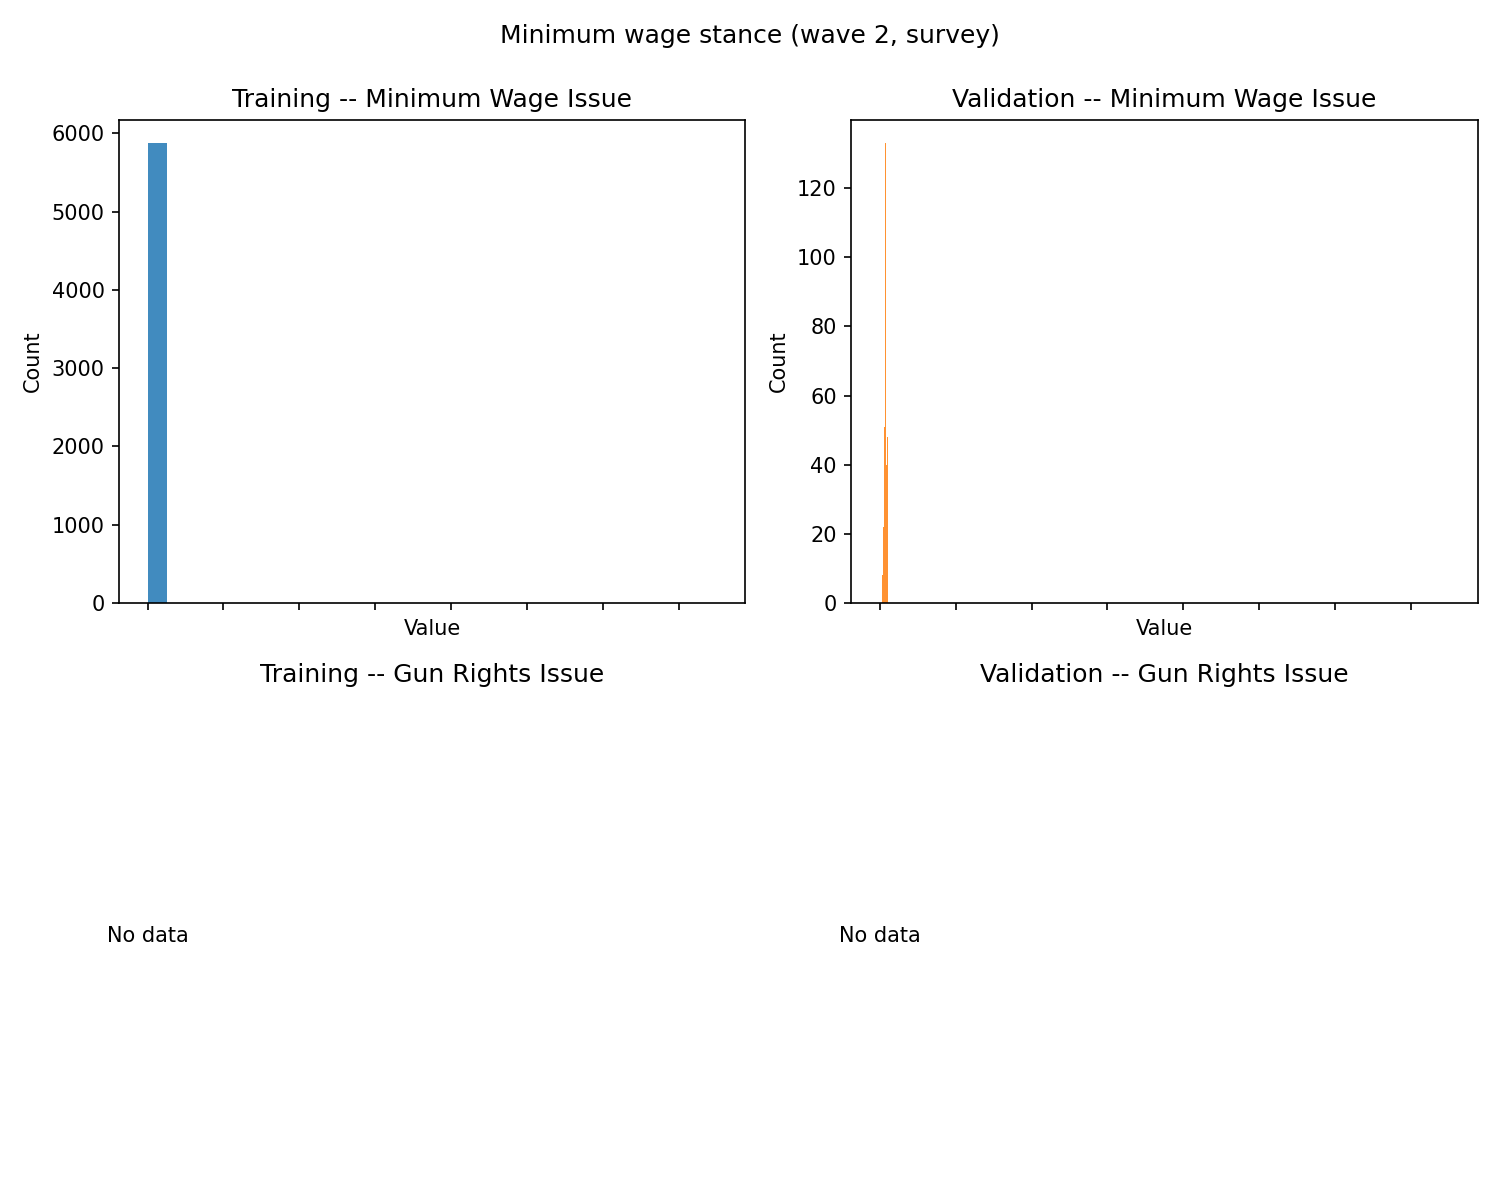 Minimum wage stance (wave 2, survey)
Training -- Minimum Wage Issue
6000
5000
4000
3000
2000
1000
0
Count
Value
Validation -- Minimum Wage Issue
120
100
80
60
40
20
0
Count
Value
Training -- Gun Rights Issue
No data
Validation -- Gun Rights Issue
No data